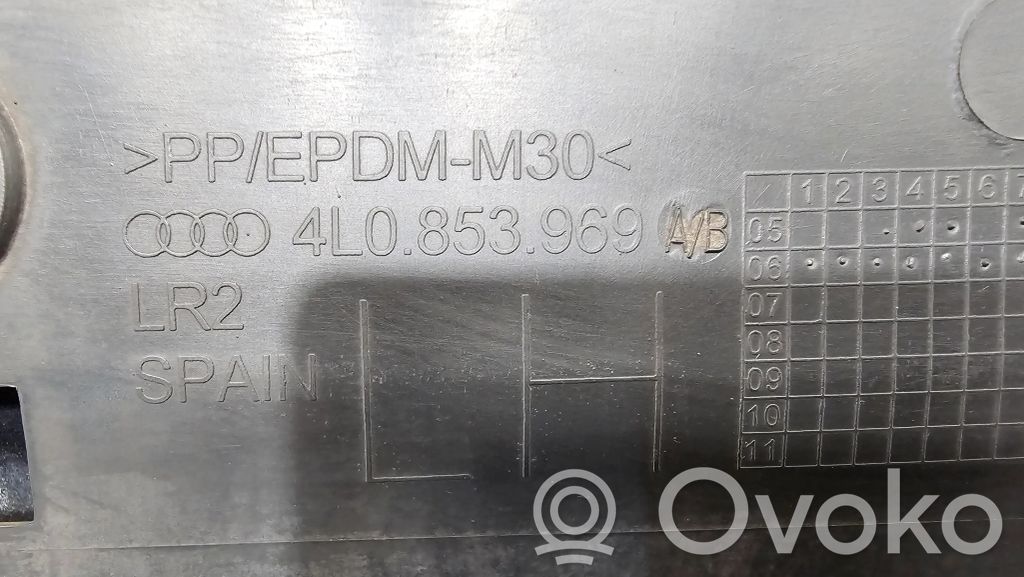 >PP/EPDM-M30<
4L0.853.969 A/B
LR2
SPAIN
LH
1 2 3 4 5 6 7
05
06
07
08
09
10
11
Ovoko